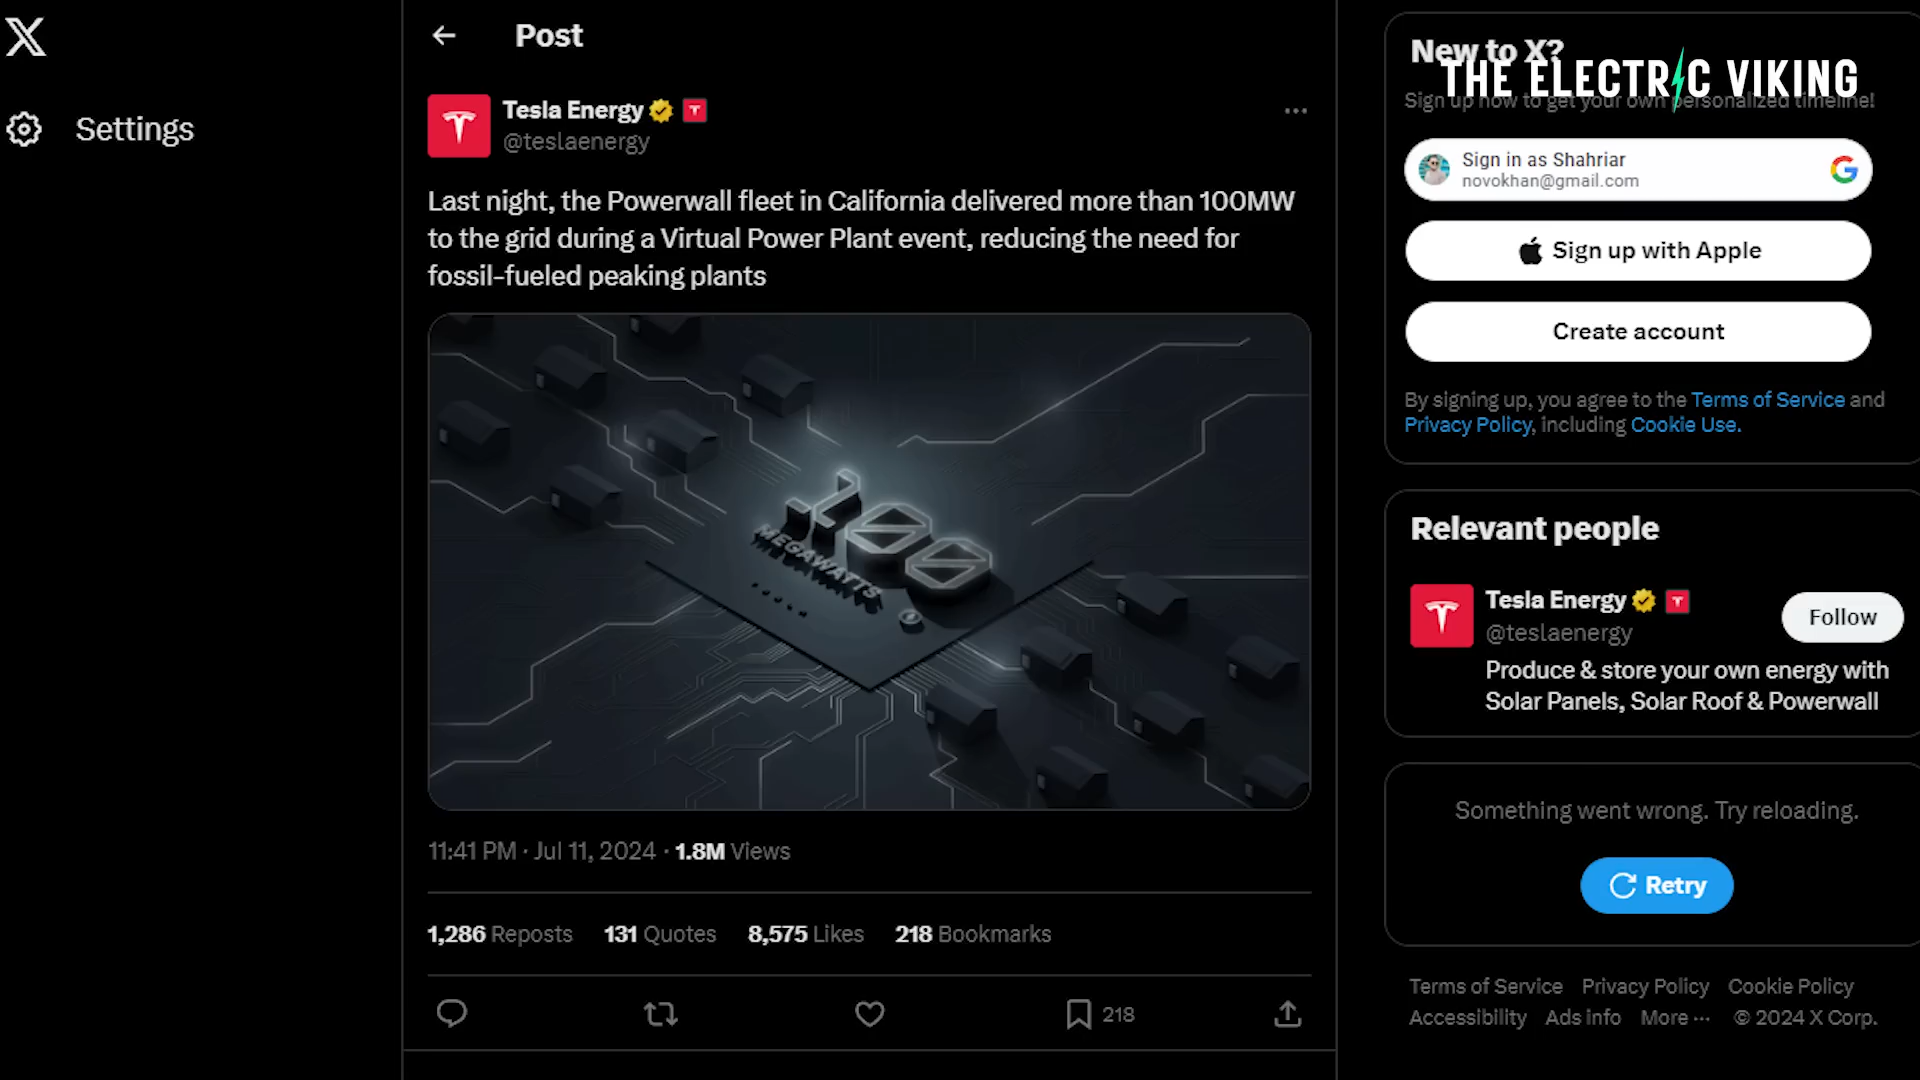 Settings
Post
Tesla Energy
@teslaenergy
Last night, the Powerwall fleet in California delivered more than 100MW
to the grid during a Virtual Power Plant event, reducing the need for
fossil-fueled peaking plants
100
MEGAWATTS
11:41 PM · Jul 11, 2024 · 1.8M Views
1,286 Reposts 131 Quotes 8,575 Likes 218 Bookmarks
218
New to X?
THE ELECTRIC VIKING
Sign up now to get your own personalized timeline!
Sign in as Shahriar
novokhan@gmail.com
Sign up with Apple
Create account
By signing up, you agree to the Terms of Service and
Privacy Policy, including Cookie Use.
Relevant people
Tesla Energy
@teslaenergy
Follow
Produce & store your own energy with
Solar Panels, Solar Roof & Powerwall
Something went wrong. Try reloading.
Retry
Terms of Service Privacy Policy Cookie Policy
Accessibility Ads info More ··· © 2024 X Corp.